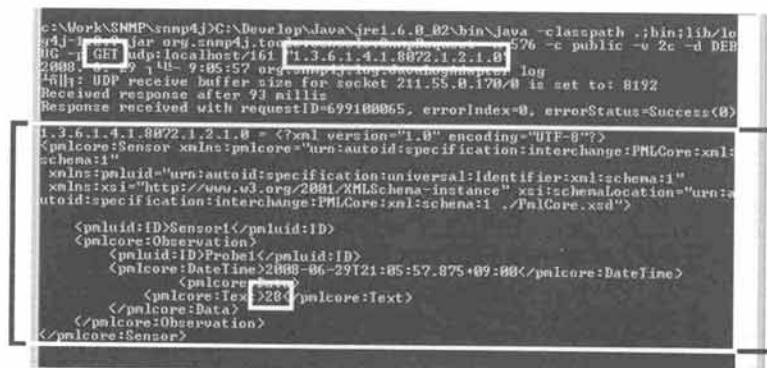 c:\Work\SNMP\snmp4j>C:\Develop\Java\jre1.6.0_02\bin\java -classpath .;bin;lib/lo
jar org.snmp4j. 576 -c public -v 2c -d DEB
UG -p GET udp:localhost/161 "1.3.6.1.4.1.8072.1.2.1.0"
2008. 9 9:05:57 log
: UDP receive buffer size for socket 211.55.0.170/0 is set to: 8192
Received response after 93 millis
Response received with requestID=699100065, errorIndex=0, errorStatus=Success(0)
1.3.6.1.4.1.8072.1.2.1.0 = <?xml version="1.0" encoding="UTF-8"?>
<pmlcore:Sensor xmlns:pmlcore="urn:autoid:specification:interchange:PMLCore:xml:
schema:1"
xmlns:pmluid="urn:autoid:specification:universal:Identifier:xml:schema:1"
xmlns:xsi="http://www.w3.org/2001/XMLSchema-instance" xsi:schemaLocation="urn:a
utoid:specification:interchange:PMLCore:xml:schema:1 ./PmlCore.xsd">
<pmluid:ID>Sensor1</pmluid:ID>
<pmlcore:Observation>
<pmluid:ID>Probe1</pmluid:ID>
<pmlcore:DateTime>2008-06-29T21:05:57.875+09:00</pmlcore:DateTime>
<pmlcore:Data>
<pmlcore:Text>28</pmlcore:Text>
</pmlcore:Data>
</pmlcore:Observation>
</pmlcore:Sensor>